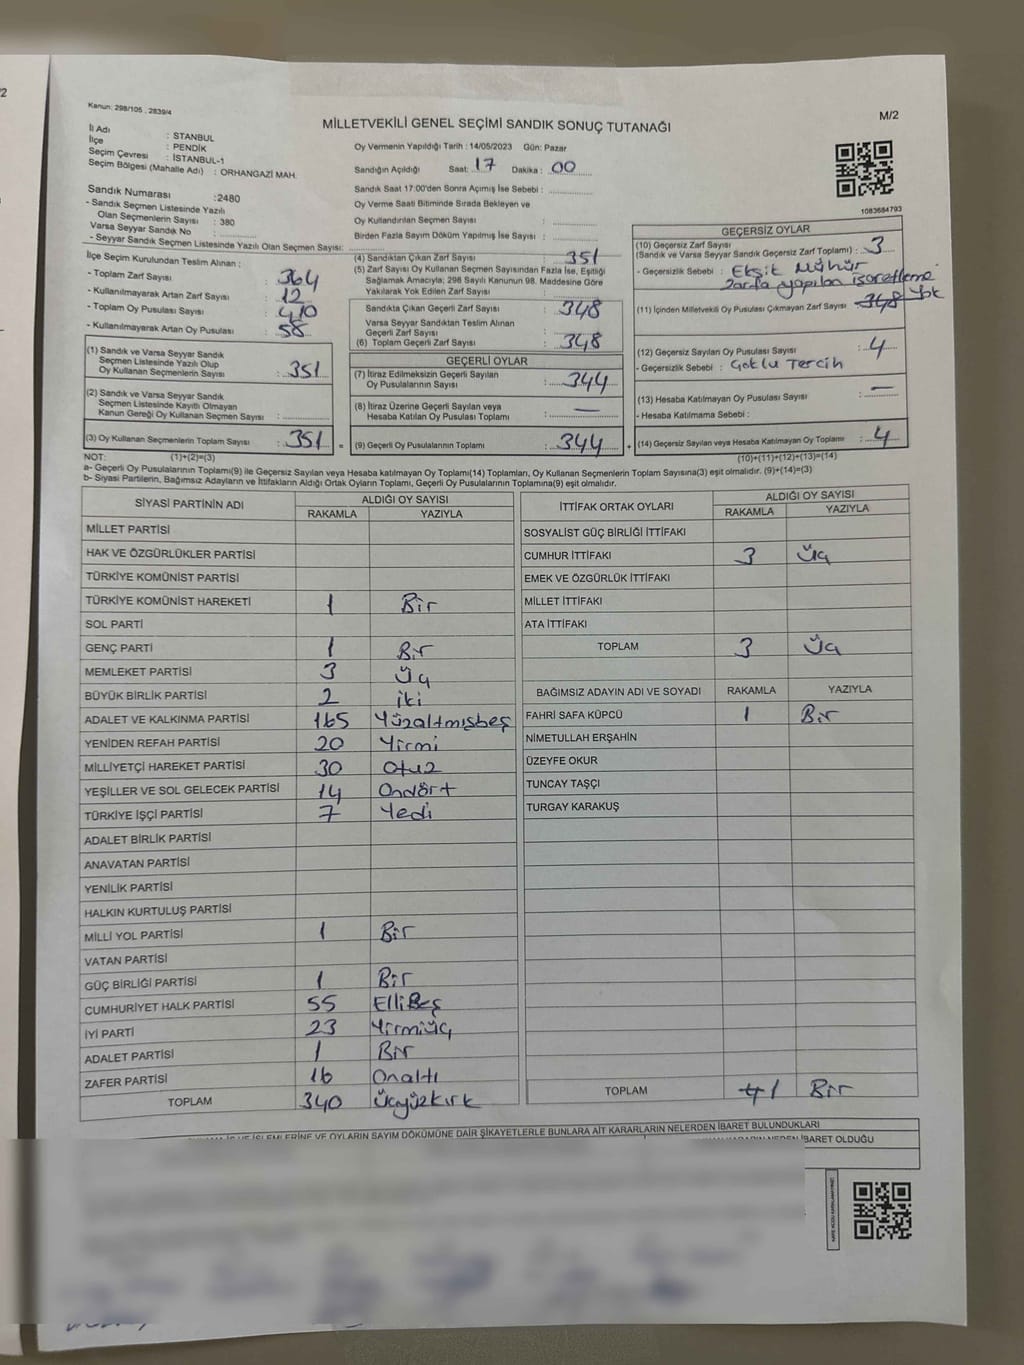 /2
Kanun: 298/105 , 2839/4
M/2
MİLLETVEKİLİ GENEL SEÇİMİ SANDIK SONUÇ TUTANAĞI
İl Adı : STANBUL
İlçe : PENDİK
Seçim Çevresi : İSTANBUL-1
Seçim Bölgesi (Mahalle Adı) : ORHANGAZİ MAH.
Oy Vermenin Yapıldığı Tarih : 14/05/2023 Gün: Pazar
Sandığın Açıldığı Saat: 17 Dakika : 00
Sandık Saat 17:00'den Sonra Açımış İse Sebebi :
Oy Verme Saati Bitiminde Sırada Bekleyen ve
Oy Kullandırılan Seçmen Sayısı :
Birden Fazla Sayım Döküm Yapılmış İse Sayısı :
1083684793
Sandık Numarası :2480
- Sandık Seçmen Listesinde Yazılı
Olan Seçmenlerin Sayısı : 380
Varsa Seyyar Sandık No :
- Seyyar Sandık Seçmen Listesinde Yazılı Olan Seçmen Sayısı:
İlçe Seçim Kurulundan Teslim Alınan :
- Toplam Zarf Sayısı : 364
- Kullanılmayarak Artan Zarf Sayısı : 12
- Toplam Oy Pusulası Sayısı : 410
- Kullanılmayarak Artan Oy Pusulası : 58
(4) Sandıktan Çıkan Zarf Sayısı : 351
(5) Zarf Sayısı Oy Kullanan Seçmen Sayısından Fazla İse, Eşitliği
Sağlamak Amacıyla; 298 Sayılı Kanunun 98. Maddesine Göre
Yakılarak Yok Edilen Zarf Sayısı :
Sandıkta Çıkan Geçerli Zarf Sayısı : 348
Varsa Seyyar Sandıktan Teslim Alınan
Geçerli Zarf Sayısı :
(6) Toplam Geçerli Zarf Sayısı : 348
GEÇERSİZ OYLAR
(10) Geçersiz Zarf Sayısı
(Sandık ve Varsa Seyyar Sandık Geçersiz Zarf Toplamı) : 3
- Geçersizlik Sebebi : Eksik Mühür
Zarfa yapılan işaretleme
(11) İçinden Milletvekili Oy Pusulası Çıkmayan Zarf Sayısı : 348 Yok
(12) Geçersiz Sayılan Oy Pusulası Sayısı : 4
- Geçersizlik Sebebi : Çoklu Tercih
(13) Hesaba Katılmayan Oy Pusulası Sayısı : —
- Hesaba Katılmama Sebebi :
(14) Geçersiz Sayılan veya Hesaba Katılmayan Oy Toplamı : 4
(10)+(11)+(12)+(13)=(14)
(1) Sandık ve Varsa Seyyar Sandık
Seçmen Listesinde Yazılı Olup
Oy Kullanan Seçmenlerin Sayısı : 351
(2) Sandık ve Varsa Seyyar Sandık
Seçmen Listesinde Kayıtlı Olmayan
Kanun Gereği Oy Kullanan Seçmen Sayısı :
(3) Oy Kullanan Seçmenlerin Toplam Sayısı : 351 =
GEÇERLİ OYLAR
(7) İtiraz Edilmeksizin Geçerli Sayılan
Oy Pusulalarının Sayısı : 344
(8) İtiraz Üzerine Geçerli Sayılan veya
Hesaba Katılan Oy Pusulası Toplamı : —
(9) Geçerli Oy Pusulalarının Toplamı : 344 +
NOT: (1)+(2)=(3)
a- Geçerli Oy Pusulalarının Toplamı(9) ile Geçersiz Sayılan veya Hesaba katılmayan Oy Toplamı(14) Toplamları, Oy Kullanan Seçmenlerin Toplam Sayısına(3) eşit olmalıdır. (9)+(14)=(3)
b- Siyasi Partilerin, Bağımsız Adayların ve İttifakların Aldığı Ortak Oyların Toplamı, Geçerli Oy Pusulalarının Toplamına(9) eşit olmalıdır.
SİYASİ PARTİNİN ADI
ALDIĞI OY SAYISI
RAKAMLA YAZIYLA
MİLLET PARTİSİ
HAK VE ÖZGÜRLÜKLER PARTİSİ
TÜRKİYE KOMÜNİST PARTİSİ
TÜRKİYE KOMÜNİST HAREKETİ 1 Bir
SOL PARTİ
GENÇ PARTİ 1 Bir
MEMLEKET PARTİSİ 3 Üç
BÜYÜK BİRLİK PARTİSİ 2 iki
ADALET VE KALKINMA PARTİSİ 165 Yüzaltmışbeş
YENİDEN REFAH PARTİSİ 20 Yirmi
MİLLİYETÇİ HAREKET PARTİSİ 30 Otuz
YEŞİLLER VE SOL GELECEK PARTİSİ 14 Ondört
TÜRKİYE İŞÇİ PARTİSİ 7 Yedi
ADALET BİRLİK PARTİSİ
ANAVATAN PARTİSİ
YENİLİK PARTİSİ
HALKIN KURTULUŞ PARTİSİ
MİLLİ YOL PARTİSİ 1 Bir
VATAN PARTİSİ
GÜÇ BİRLİĞİ PARTİSİ 1 Bir
CUMHURİYET HALK PARTİSİ 55 ElliBeş
İYİ PARTİ 23 Yirmiüç
ADALET PARTİSİ 1 Bir
ZAFER PARTİSİ 16 Onaltı
TOPLAM 340 Üçyüzkırk
İTTİFAK ORTAK OYLARI
ALDIĞI OY SAYISI
RAKAMLA YAZIYLA
SOSYALİST GÜÇ BİRLİĞİ İTTİFAKI
CUMHUR İTTİFAKI 3 Üç
EMEK VE ÖZGÜRLÜK İTTİFAKI
MİLLET İTTİFAKI
ATA İTTİFAKI
TOPLAM 3 Üç
BAĞIMSIZ ADAYIN ADI VE SOYADI RAKAMLA YAZIYLA
FAHRİ SAFA KÜPCÜ 1 Bir
NİMETULLAH ERŞAHİN
ÜZEYFE OKUR
TUNCAY TAŞÇI
TURGAY KARAKUŞ
TOPLAM 1 Bir
İŞLEMLERİNE VE OYLARIN SAYIM DÖKÜMÜNE DAİR ŞİKAYETLERLE BUNLARA AİT KARARLARIN NELERDEN İBARET BULUNDUKLARI
İBARET OLDUĞU